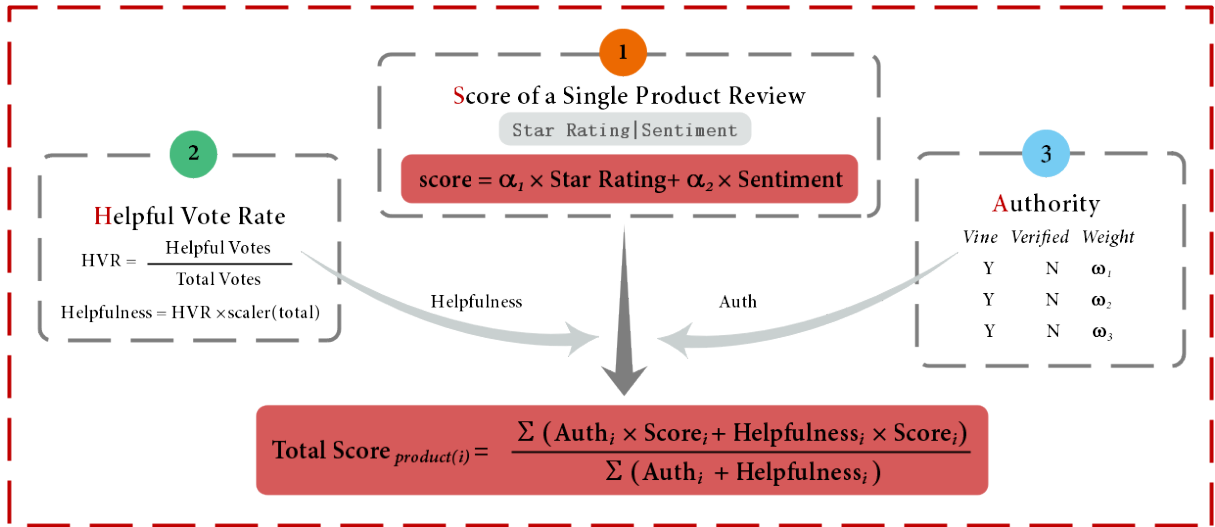 1
Score of a Single Product Review
Star Rating|Sentiment
score = α₁ × Star Rating+ α₂ × Sentiment
2
Helpful Vote Rate
HVR = Helpful Votes
Total Votes
Helpfulness = HVR ×scaler(total)
3
Authority
Vine Verified Weight
Y N ω₁
Y N ω₂
Y N ω₃
Helpfulness
Auth
Total Score product(i) = Σ (Authᵢ × Scoreᵢ + Helpfulnessᵢ × Scoreᵢ)
Σ (Authᵢ + Helpfulnessᵢ)